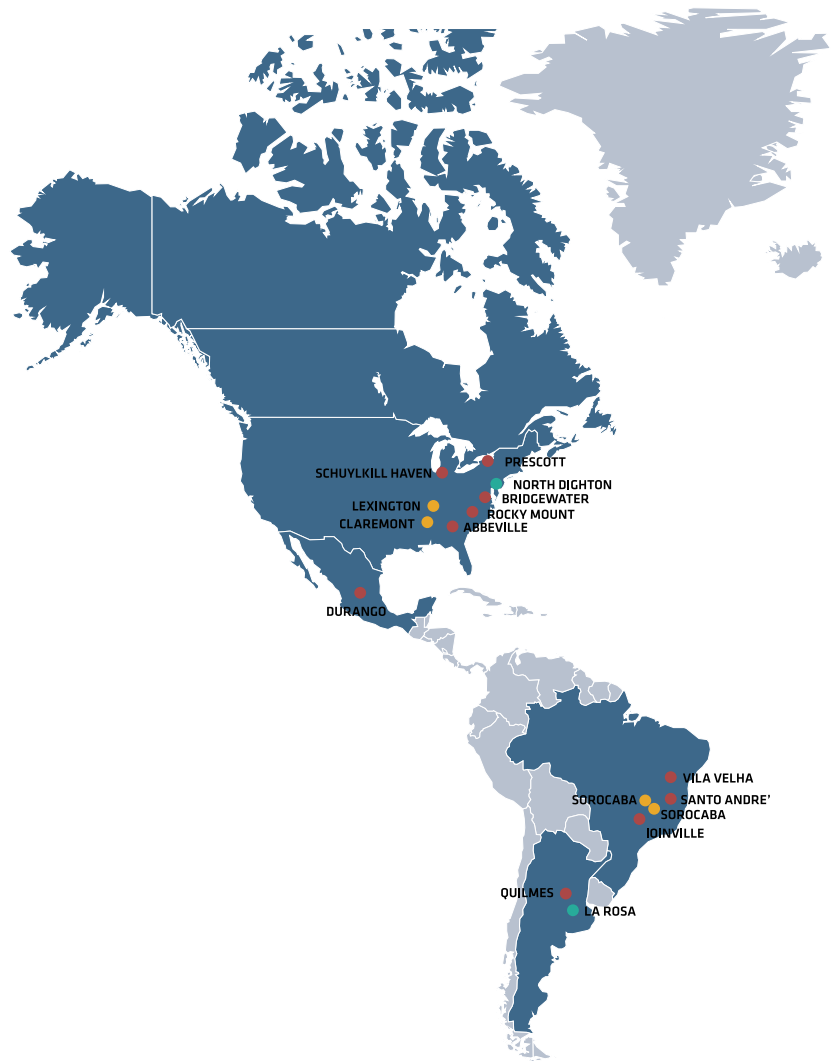 PRESCOTT
SCHUYLKILL HAVEN
NORTH DIGHTON
BRIDGEWATER
LEXINGTON
ROCKY MOUNT
CLAREMONT
ABBEVILLE
DURANGO
VILA VELHA
SOROCABA
SANTO ANDRE'
SOROCABA
IOINVILLE
QUILMES
LA ROSA